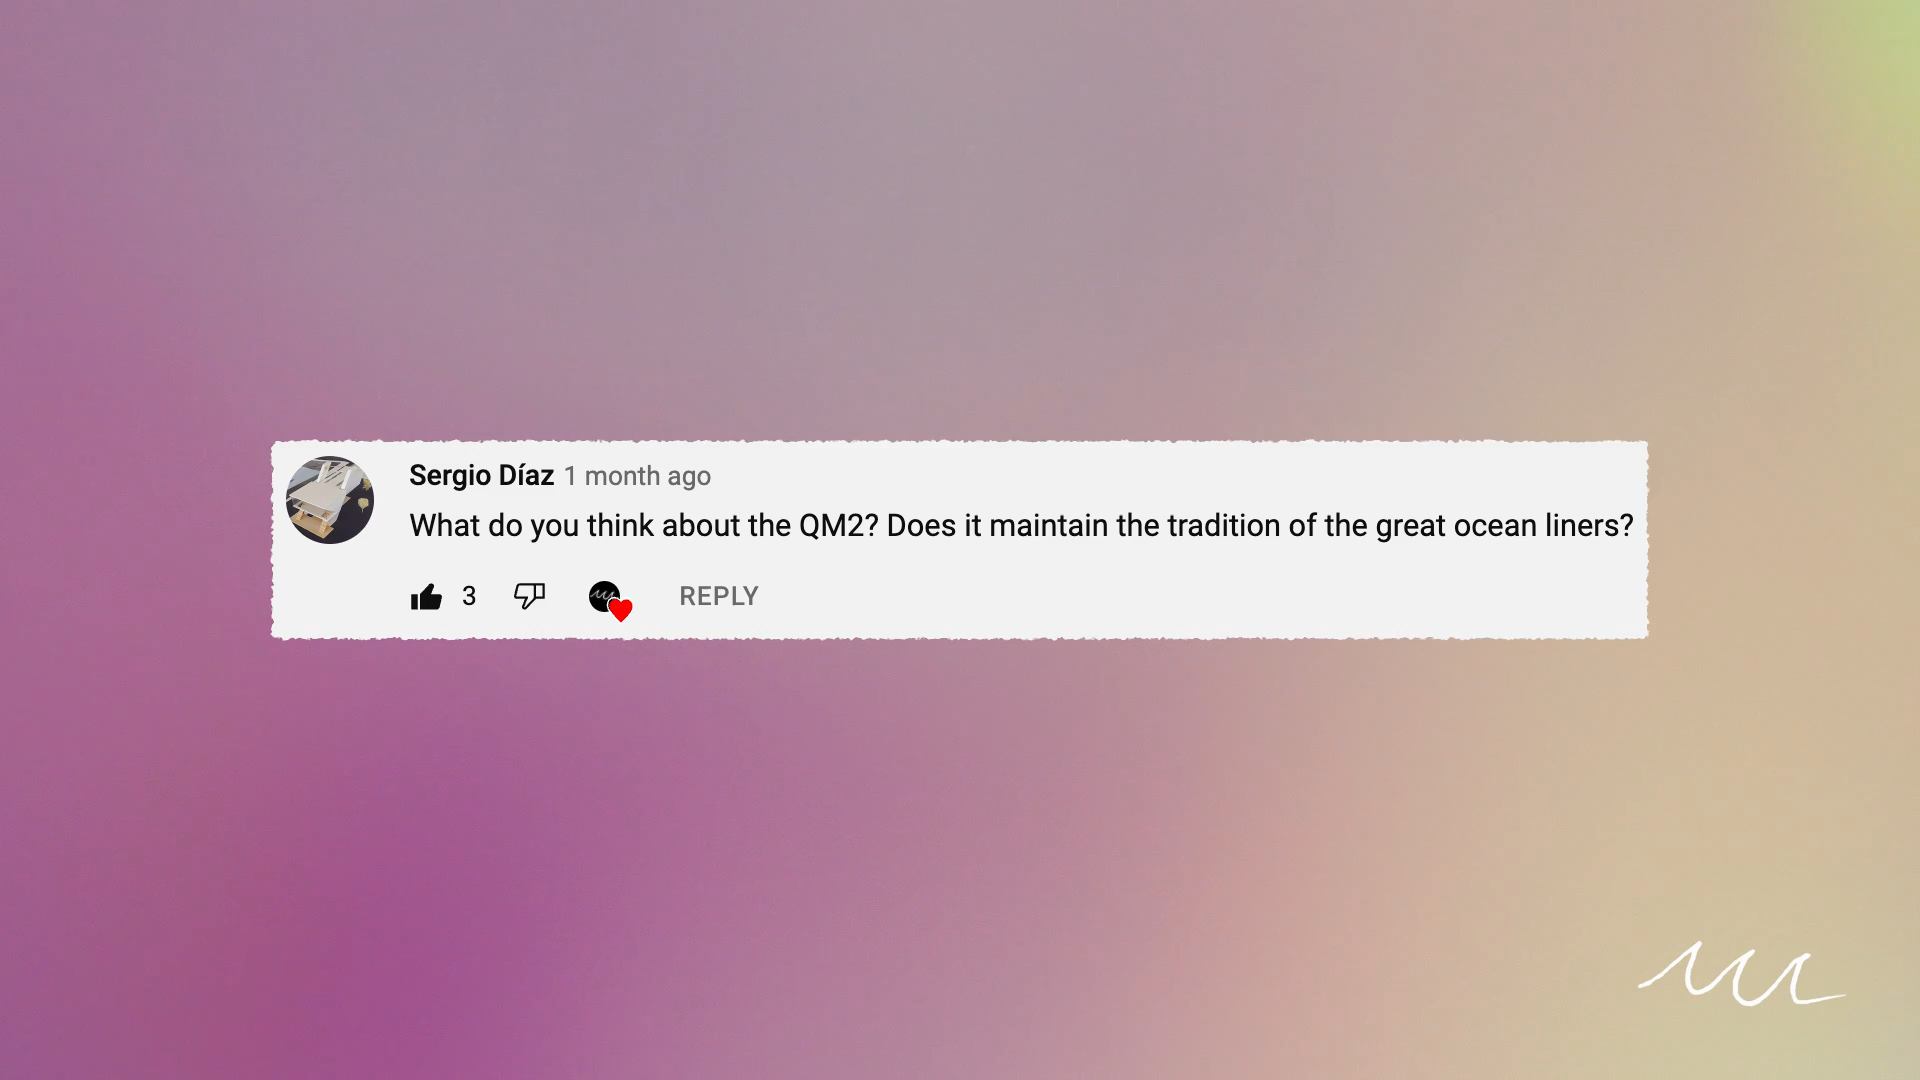 Sergio Díaz 1 month ago
What do you think about the QM2? Does it maintain the tradition of the great ocean liners?
3 REPLY